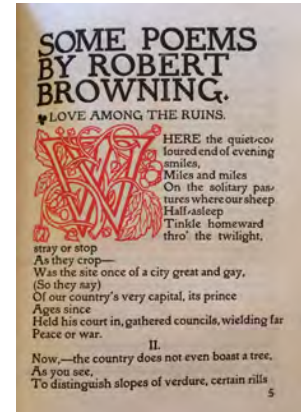 SOME POEMS
BY ROBERT
BROWNING.
LOVE AMONG THE RUINS.
WHERE the quiet-co-
loured end of evening
smiles,
Miles and miles
On the solitary pas-
tures where our sheep
Half-asleep
Tinkle homeward
thro' the twilight,
stray or stop
As they crop—
Was the site once of a city great and gay,
(So they say)
Of our country's very capital, its prince
Ages since
Held his court in, gathered councils, wielding far
Peace or war.
II.
Now,—the country does not even boast a tree,
As you see,
To distinguish slopes of verdure, certain rills
5